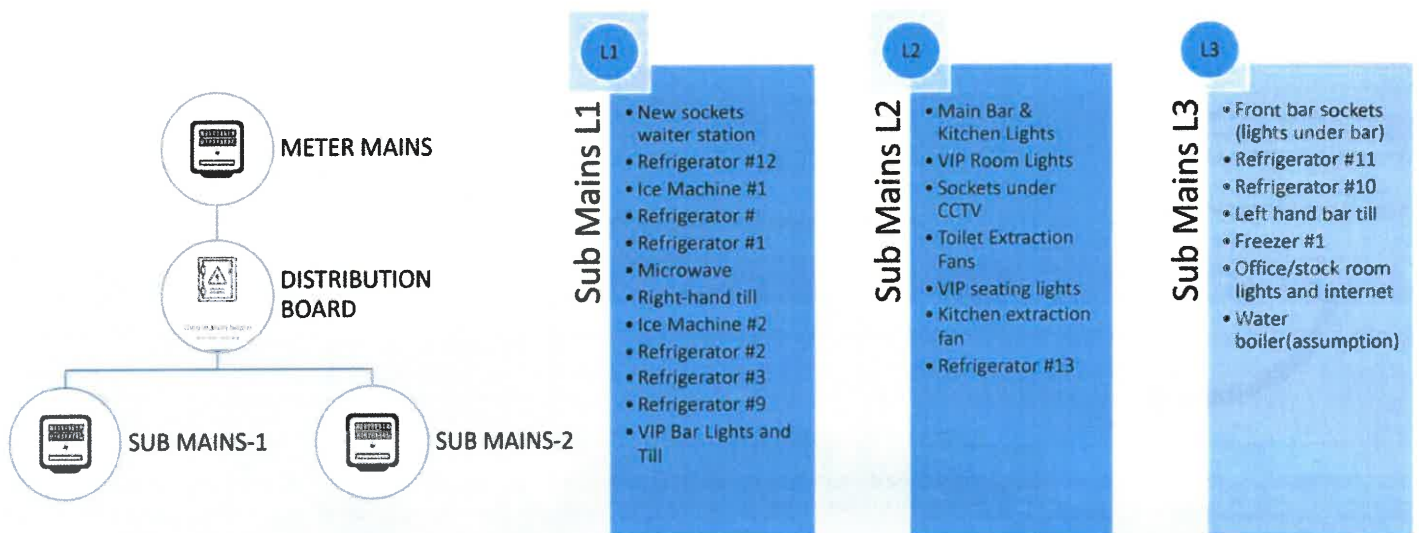 METER MAINS
DISTRIBUTION
BOARD
SUB MAINS-1
SUB MAINS-2
L1
Sub Mains L1
• New sockets
waiter station
• Refrigerator #12
• Ice Machine #1
• Refrigerator #
• Refrigerator #1
• Microwave
• Right-hand till
• Ice Machine #2
• Refrigerator #2
• Refrigerator #3
• Refrigerator #9
• VIP Bar Lights and
Till
L2
Sub Mains L2
• Main Bar &
Kitchen Lights
• VIP Room Lights
• Sockets under
CCTV
• Toilet Extraction
Fans
• VIP seating lights
• Kitchen extraction
fan
• Refrigerator #13
L3
Sub Mains L3
• Front bar sockets
(lights under bar)
• Refrigerator #11
• Refrigerator #10
• Left hand bar till
• Freezer #1
• Office/stock room
lights and internet
• Water
boiler(assumption)